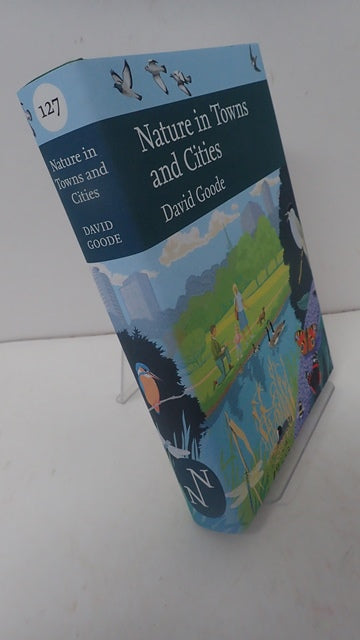 127
Nature in
Towns and
Cities
DAVID
GOODE
N
N
Nature in Towns
and Cities
David Goode